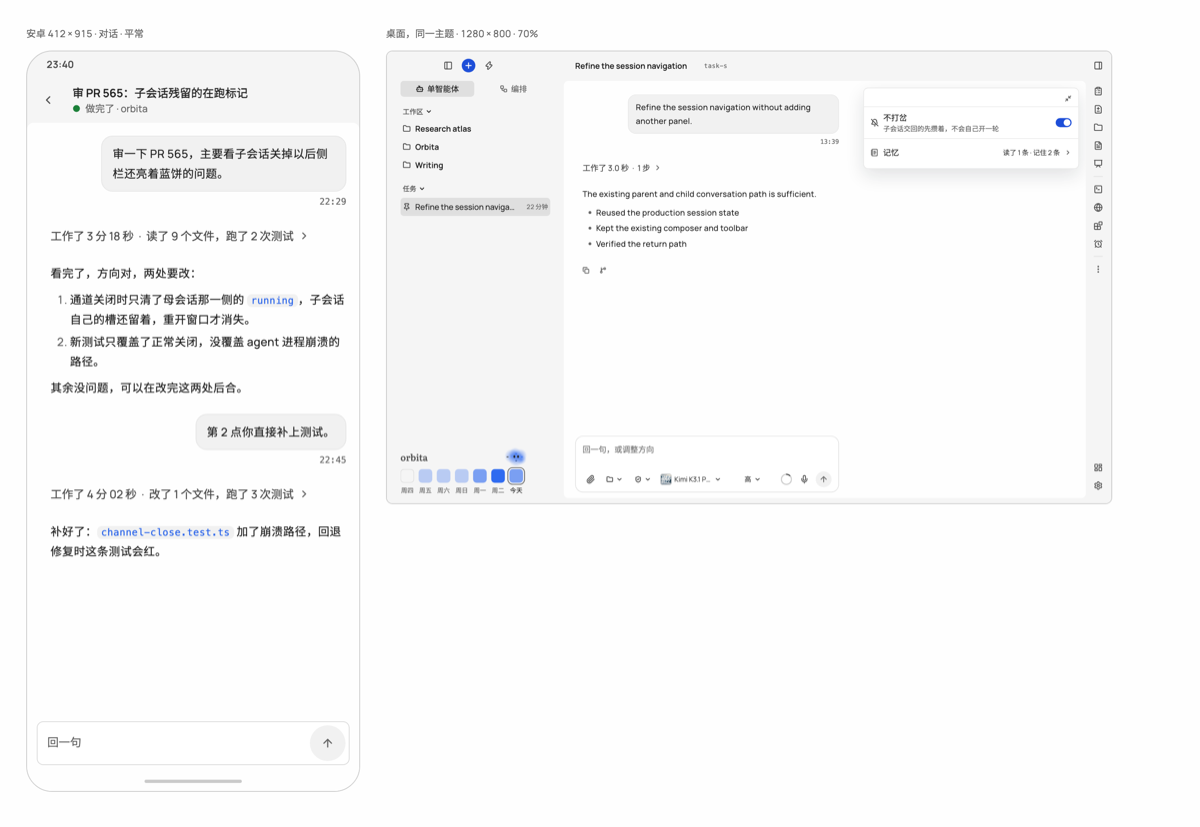 安卓 412 × 915 · 对话 · 平常
23:40
审 PR 565：子会话残留的在跑标记
做完了 · orbita
审一下 PR 565，主要看子会话关掉以后侧
栏还亮着蓝饼的问题。
22:29
工作了 3 分 18 秒 · 读了 9 个文件，跑了 2 次测试
看完了，方向对，两处要改：
1. 通道关闭时只清了母会话那一侧的 running ，子会话
自己的槽还留着，重开窗口才消失。
2. 新测试只覆盖了正常关闭，没覆盖 agent 进程崩溃的
路径。
其余没问题，可以在改完这两处后合。
第 2 点你直接补上测试。
22:45
工作了 4 分 02 秒 · 改了 1 个文件，跑了 3 次测试
补好了： channel-close.test.ts 加了崩溃路径，回退
修复时这条测试会红。
回一句
桌面，同一主题 · 1280 × 800 · 70%
单智能体
编排
工作区
Research atlas
Orbita
Writing
任务
Refine the session naviga... 22 分钟
orbita
周四 周五 周六 周日 周一 周二 今天
Refine the session navigation task-s
Refine the session navigation without adding
another panel.
13:39
工作了 3.0 秒 · 1 步
The existing parent and child conversation path is sufficient.
• Reused the production session state
• Kept the existing composer and toolbar
• Verified the return path
回一句，或调整方向
Kimi K3.1 P...
高
不打岔
子会话交回的先攒着，不会自己开一轮
记忆
读了 1 条 · 记住 2 条